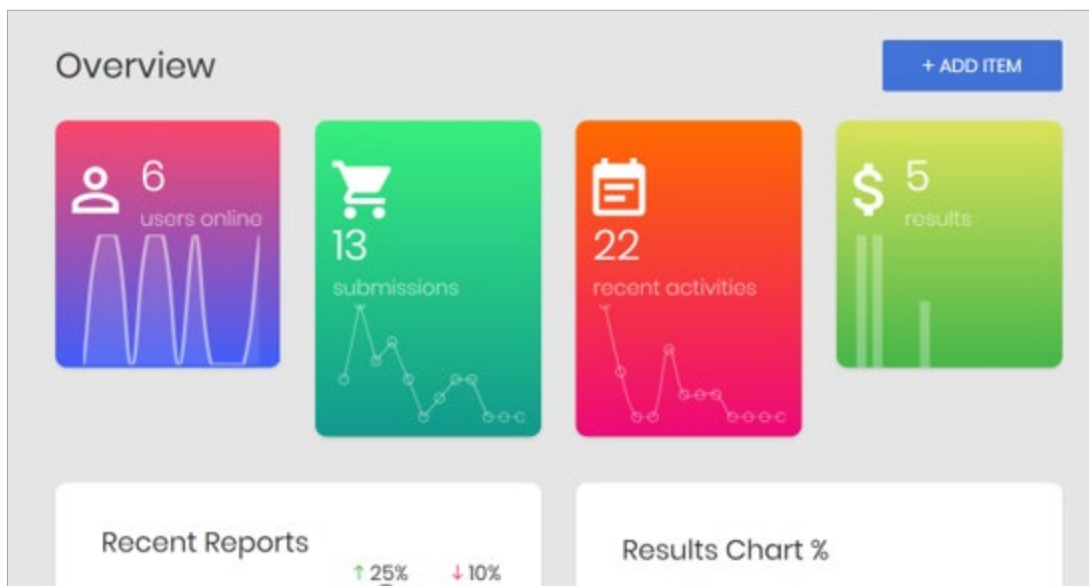 Overview
+ ADD ITEM
6
users online
13
submissions
22
recent activities
$ 5
results
Recent Reports
↑ 25% ↓ 10%
Results Chart %